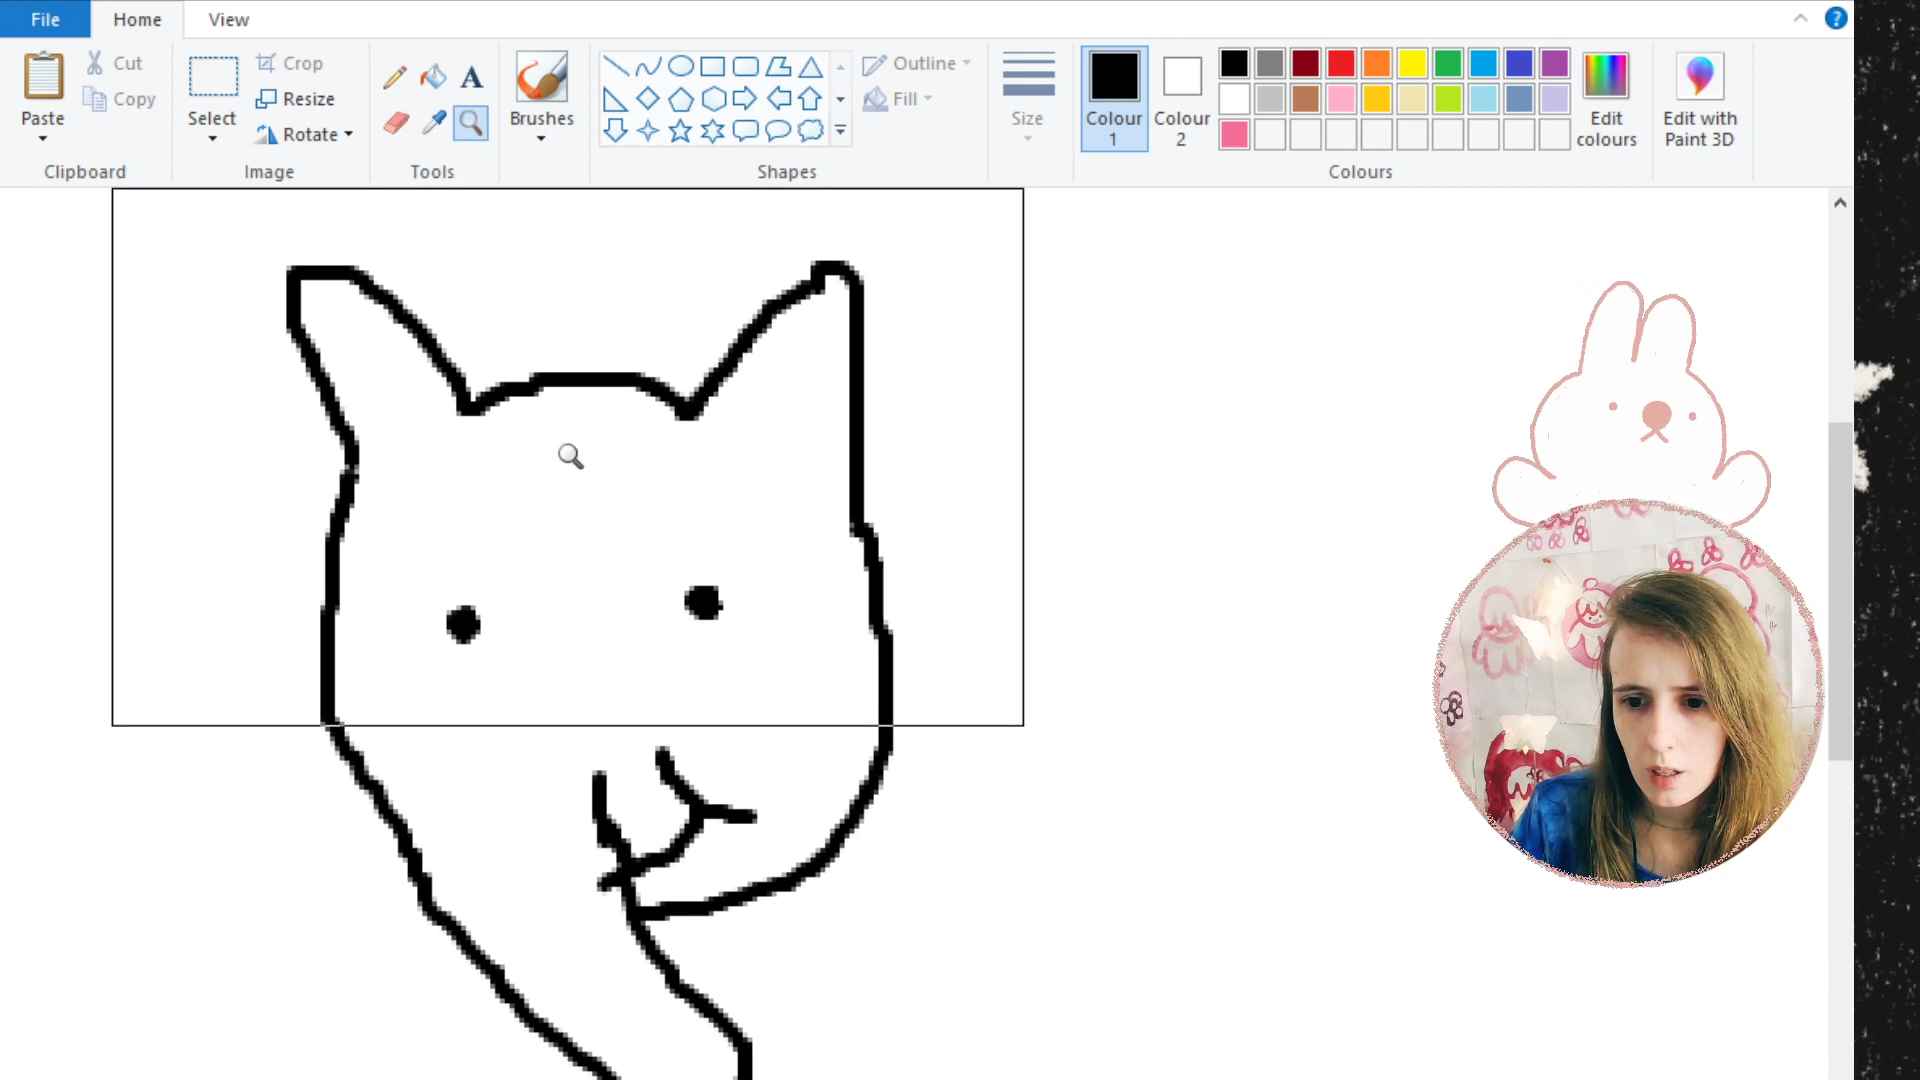 File Home View
Paste
Cut
Copy
Clipboard
Select
Crop
Resize
Rotate
Image
A
Tools
Brushes
Outline
Fill
Shapes
Size
Colour
1
Colour
2
Edit
colours
Colours
Edit with
Paint 3D
?